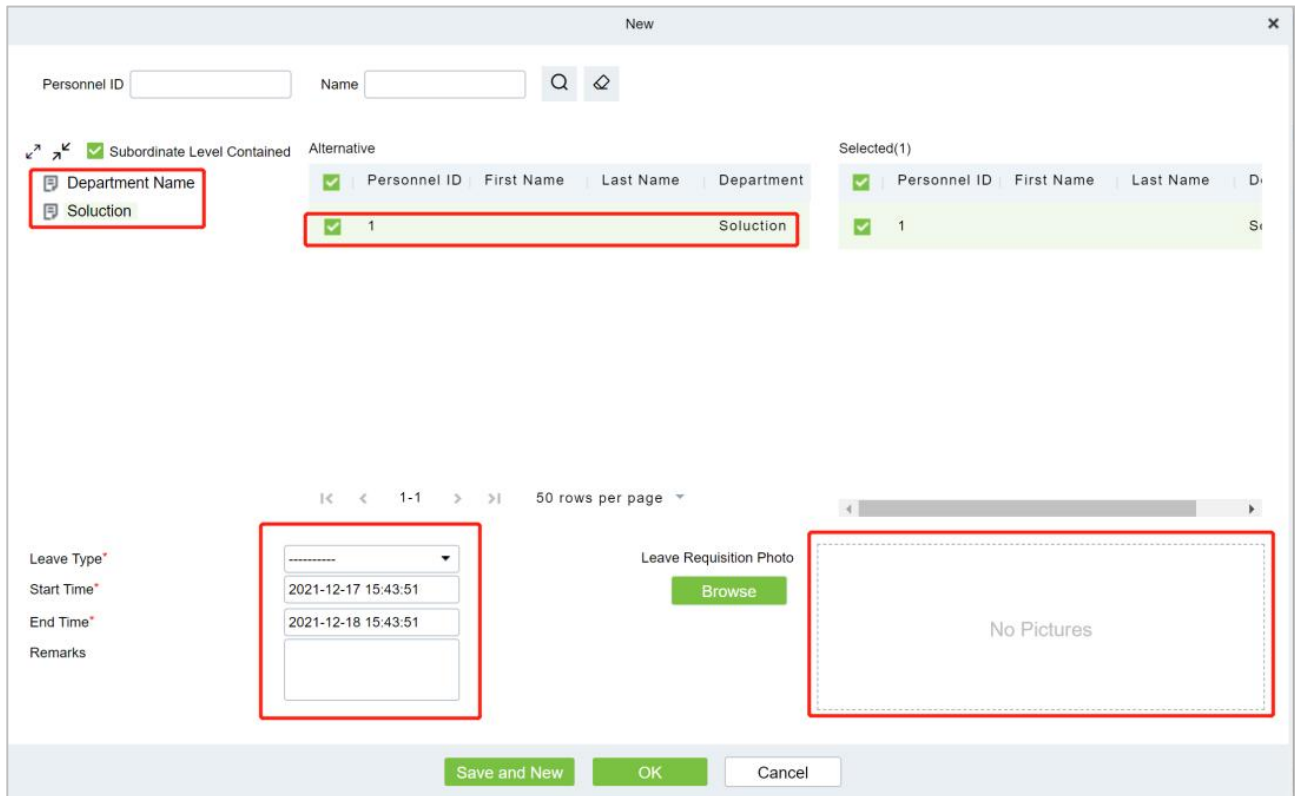 New
Personnel ID Name
Subordinate Level Contained Alternative Selected(1)
Department Name Personnel ID First Name Last Name Department Personnel ID First Name Last Name
Soluction 1 Soluction 1
1-1 50 rows per page
Leave Type* ---------- Leave Requisition Photo
Start Time* 2021-12-17 15:43:51 Browse
End Time* 2021-12-18 15:43:51 No Pictures
Remarks
Save and New OK Cancel